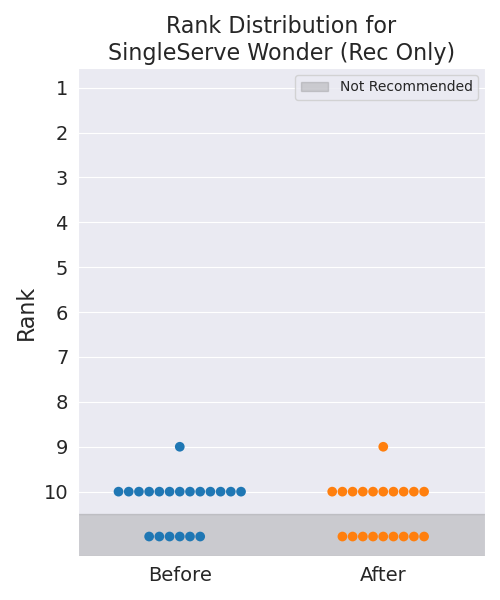 Rank Distribution for
SingleServe Wonder (Rec Only)
Not Recommended
1
2
3
4
5
6
7
8
9
10
Rank
Before
After